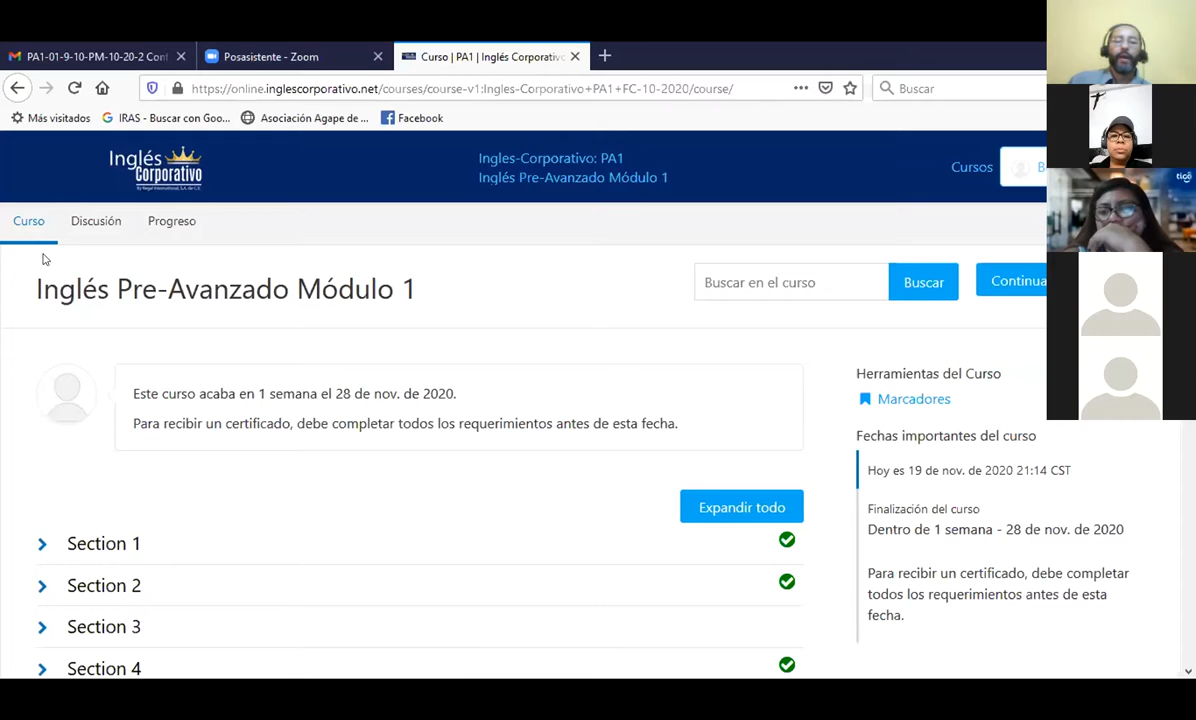 PA1-01-9-10-PM-10-20-2 Conf
Posasistente - Zoom
Curso | PA1 | Inglés Corporativo
https://online.inglescorporativo.net/courses/course-v1:Ingles-Corporativo+PA1+FC-10-2020/course/
Buscar
Más visitados
IRAS - Buscar con Goo...
Asociación Agape de ...
Facebook
Inglés
Corporativo
Ingles-Corporativo: PA1
Inglés Pre-Avanzado Módulo 1
Cursos
B
tigo
Curso
Discusión
Progreso
Inglés Pre-Avanzado Módulo 1
Buscar en el curso
Buscar
Continua
Este curso acaba en 1 semana el 28 de nov. de 2020.
Para recibir un certificado, debe completar todos los requerimientos antes de esta fecha.
Herramientas del Curso
Marcadores
Fechas importantes del curso
Hoy es 19 de nov. de 2020 21:14 CST
Finalización del curso
Dentro de 1 semana - 28 de nov. de 2020
Para recibir un certificado, debe completar
todos los requerimientos antes de esta
fecha.
Expandir todo
Section 1
Section 2
Section 3
Section 4